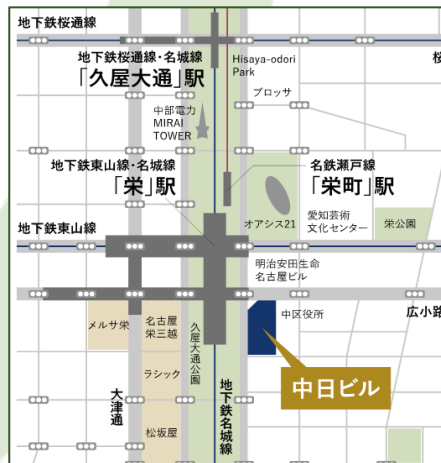 地下鉄桜通線
地下鉄桜通線・名城線
「久屋大通」駅
Hisaya-odori
Park
桜
ブロッサ
中部電力
MIRAI
TOWER
地下鉄東山線・名城線
「栄」駅
名鉄瀬戸線
「栄町」駅
オアシス21
愛知芸術
文化センター
栄公園
地下鉄東山線
明治安田生命
名古屋ビル
メルサ栄
名古屋
栄三越
久屋大通公園
中区役所
広小路
ラシック
大津通
地下鉄名城線
中日ビル
松坂屋